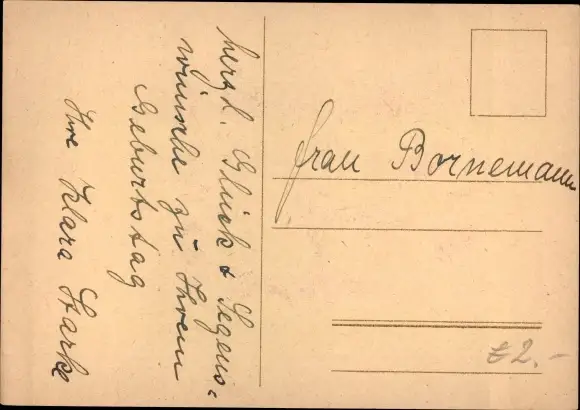 herzl. Glück & Segens-
wünsche zu Ihrem
Geburtstag
Ihre Klara Starke
Frau Bornemann
€ 2.-